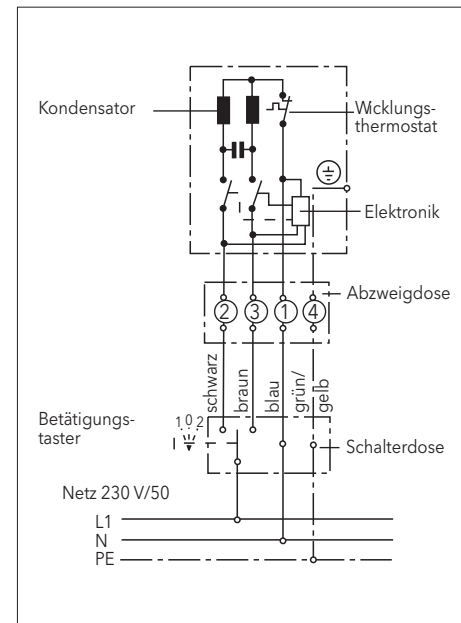 Kondensator
Wicklungs-
thermostat
Elektronik
Abzweigdose
2 3 1 4
schwarz
braun
blau
grün/
gelb
Betätigungs-
taster
1 0 2
Schalterdose
Netz 230 V/50
L1
N
PE